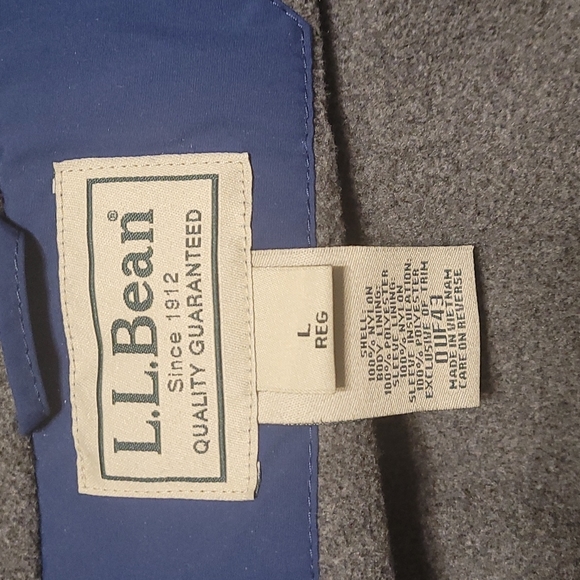 L.L.Bean®
Since 1912
QUALITY GUARANTEED
L
REG
SHELL:
100% NYLON
BODY LINING:
100% POLYESTER
SLEEVE LINING:
100% NYLON
SLEEVE INSULATION:
100% POLYESTER
EXCLUSIVE OF TRIM
0UF43
MADE IN VIETNAM
CARE ON REVERSE